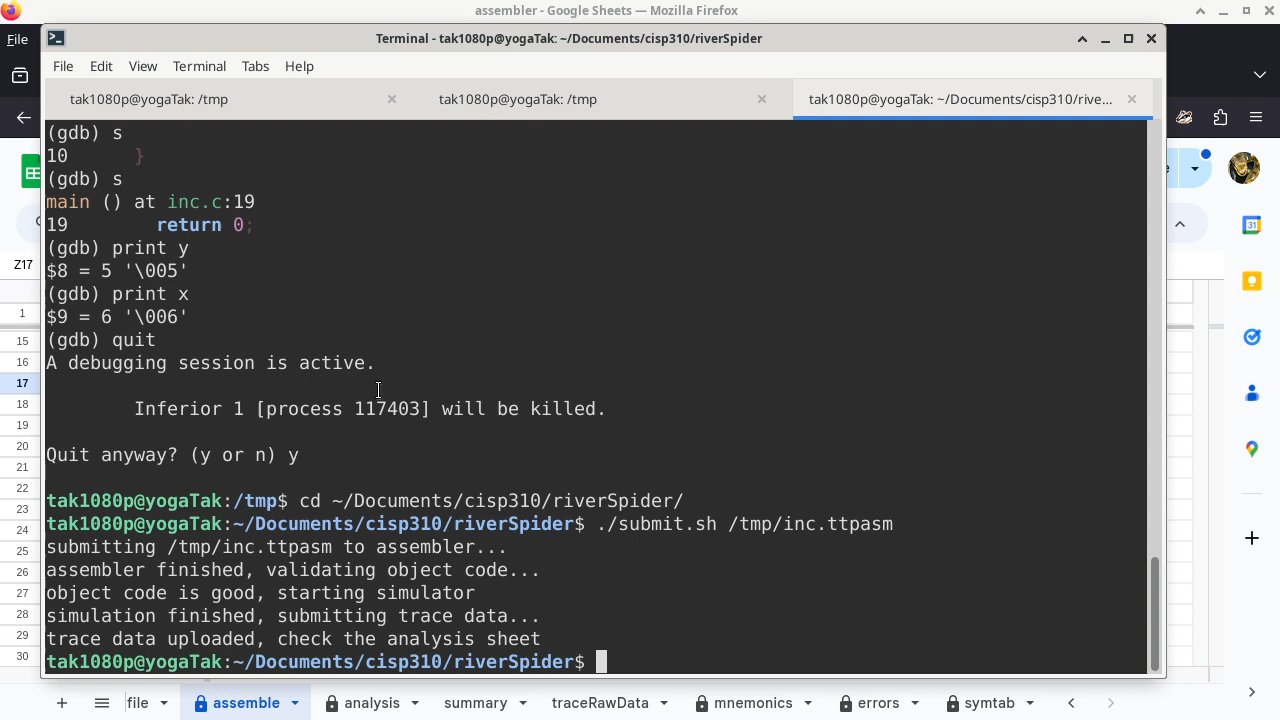 assembler - Google Sheets — Mozilla Firefox
File
Terminal - tak1080p@yogaTak: ~/Documents/cisp310/riverSpider
File Edit View Terminal Tabs Help
tak1080p@yogaTak: /tmp
tak1080p@yogaTak: /tmp
tak1080p@yogaTak: ~/Documents/cisp310/rive...
(gdb) s
10 }
(gdb) s
main () at inc.c:19
19 return 0;
(gdb) print y
$8 = 5 '\005'
(gdb) print x
$9 = 6 '\006'
(gdb) quit
A debugging session is active.
Inferior 1 [process 117403] will be killed.
Quit anyway? (y or n) y
tak1080p@yogaTak:/tmp$ cd ~/Documents/cisp310/riverSpider/
tak1080p@yogaTak:~/Documents/cisp310/riverSpider$ ./submit.sh /tmp/inc.ttpasm
submitting /tmp/inc.ttpasm to assembler...
assembler finished, validating object code...
object code is good, starting simulator
simulation finished, submitting trace data...
trace data uploaded, check the analysis sheet
tak1080p@yogaTak:~/Documents/cisp310/riverSpider$
Z17
1
15
16
17
18
19
20
21
22
23
24
25
26
27
28
29
30
31
file assemble analysis summary traceRawData mnemonics errors symtab